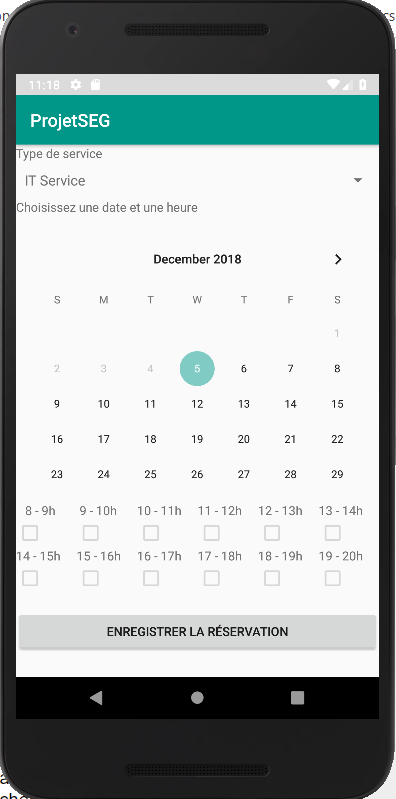 11:18
ProjetSEG
Type de service
IT Service
Choisissez une date et une heure
December 2018
S M T W T F S
1
2 3 4 5 6 7 8
9 10 11 12 13 14 15
16 17 18 19 20 21 22
23 24 25 26 27 28 29
8 - 9h 9 - 10h 10 - 11h 11 - 12h 12 - 13h 13 - 14h
14 - 15h 15 - 16h 16 - 17h 17 - 18h 18 - 19h 19 - 20h
ENREGISTRER LA RÉSERVATION